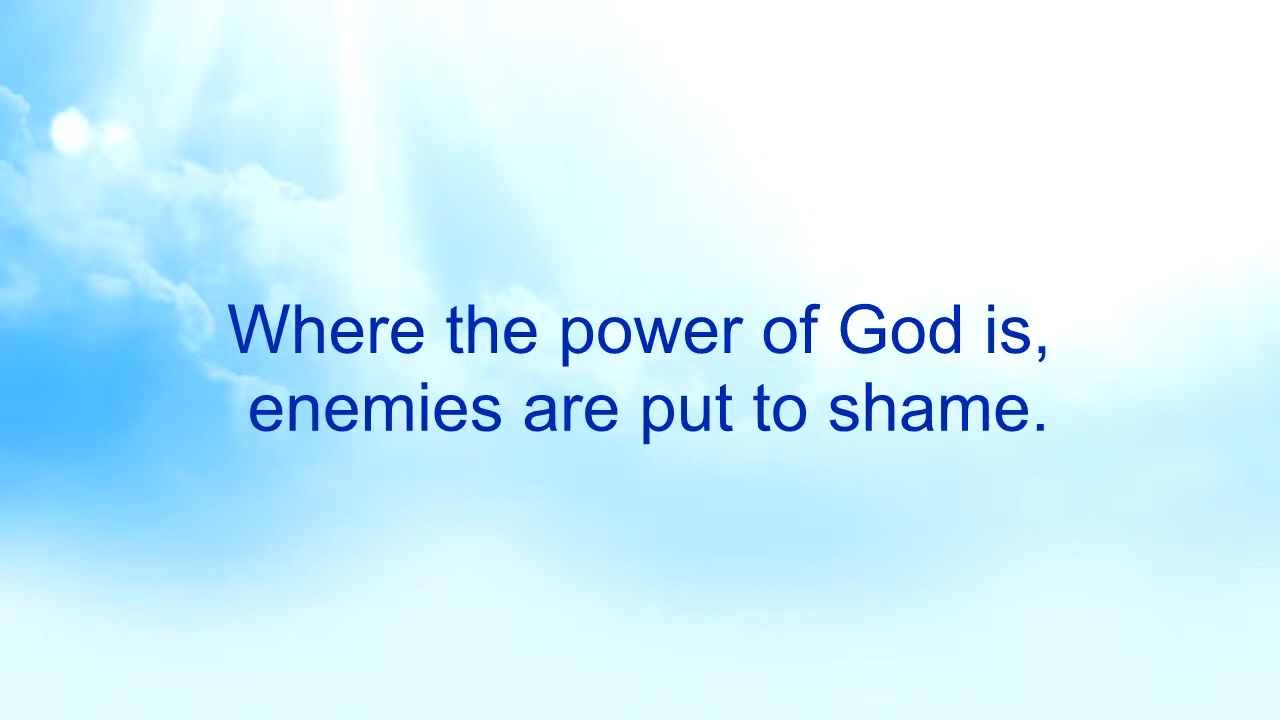 Where the power of God is,
enemies are put to shame.